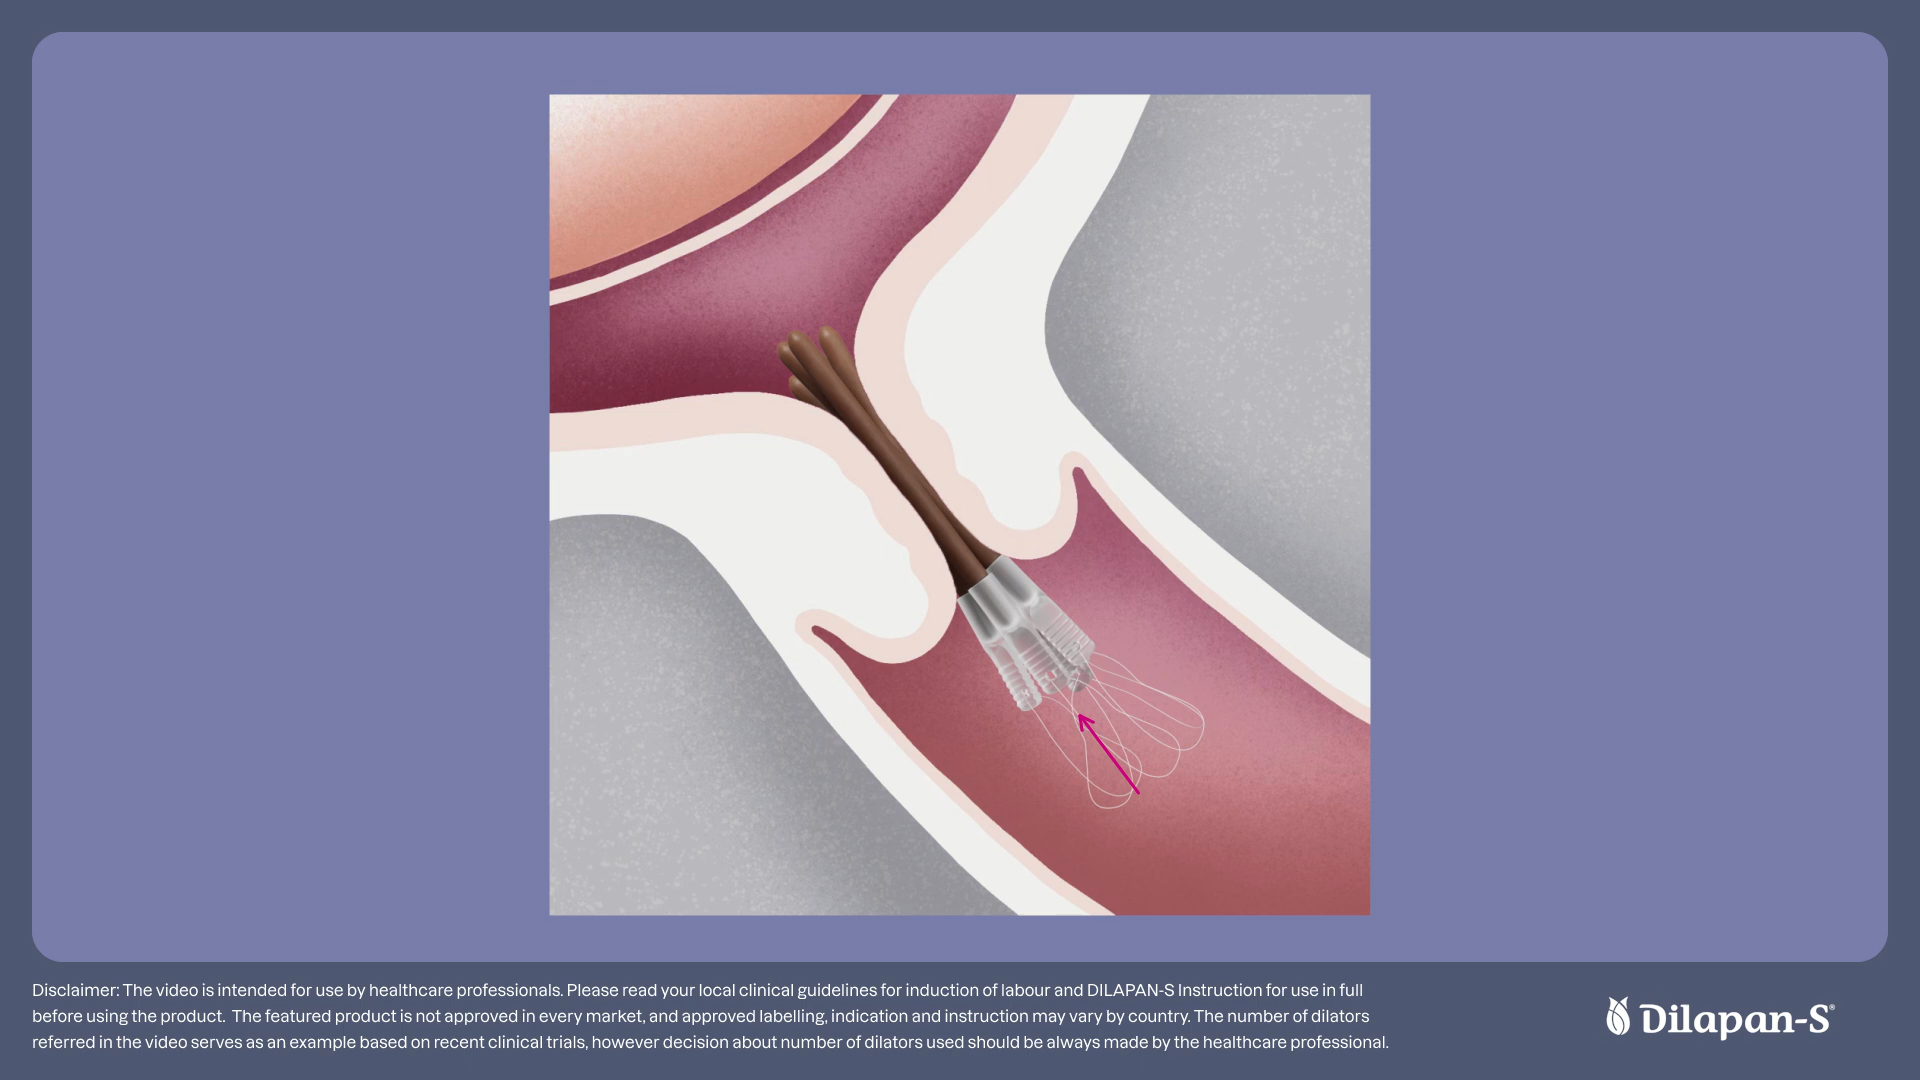 Disclaimer: The video is intended for use by healthcare professionals. Please read your local clinical guidelines for induction of labour and DILAPAN-S Instruction for use in full
before using the product.  The featured product is not approved in every market, and approved labelling, indication and instruction may vary by country. The number of dilators
referred in the video serves as an example based on recent clinical trials, however decision about number of dilators used should be always made by the healthcare professional.
Dilapan-S®